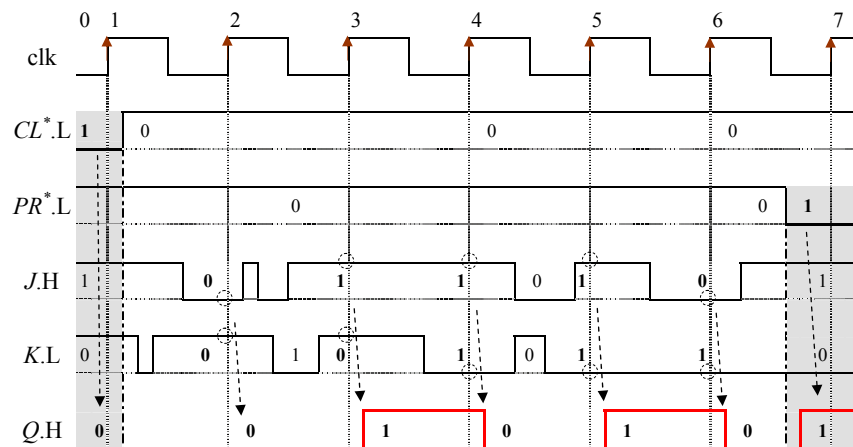 0 1 2 3 4 5 6 7
clk
CL*.L 1 0 0 0
PR*.L 0 0 1
J.H 1 0 1 1 0 1 0 1
K.L 0 0 1 0 1 0 1 1 0
Q.H 0 0 1 0 1 0 1